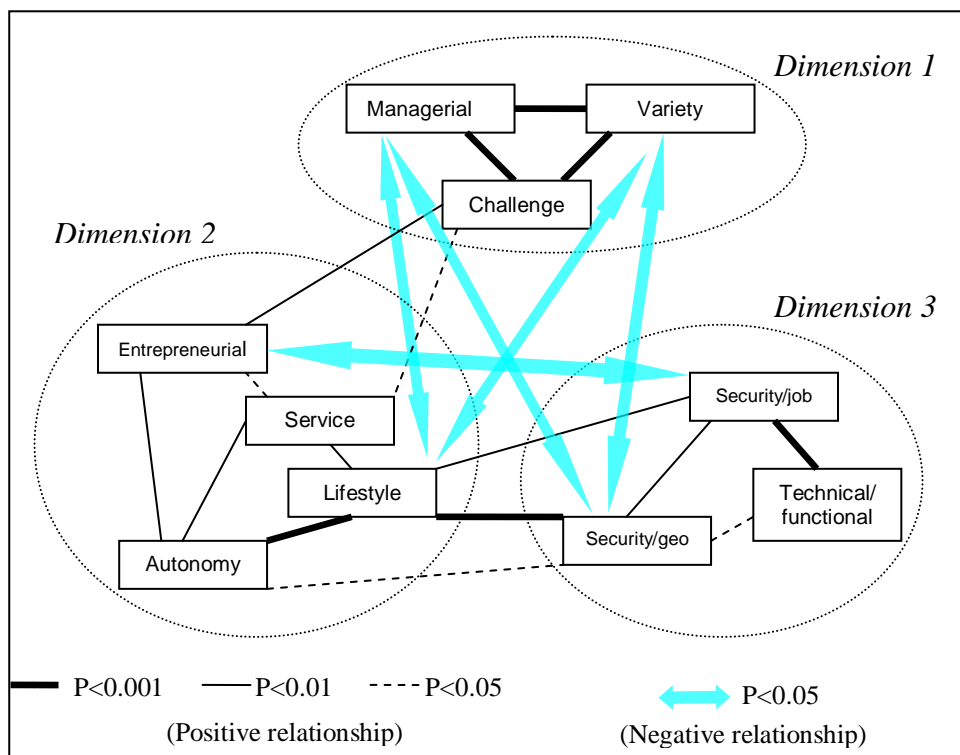 Dimension 1
Managerial
Variety
Challenge
Dimension 2
Dimension 3
Entrepreneurial
Security/job
Service
Lifestyle
Technical/
functional
Security/geo
Autonomy
P<0.001
P<0.01
P<0.05
P<0.05
(Positive relationship)
(Negative relationship)